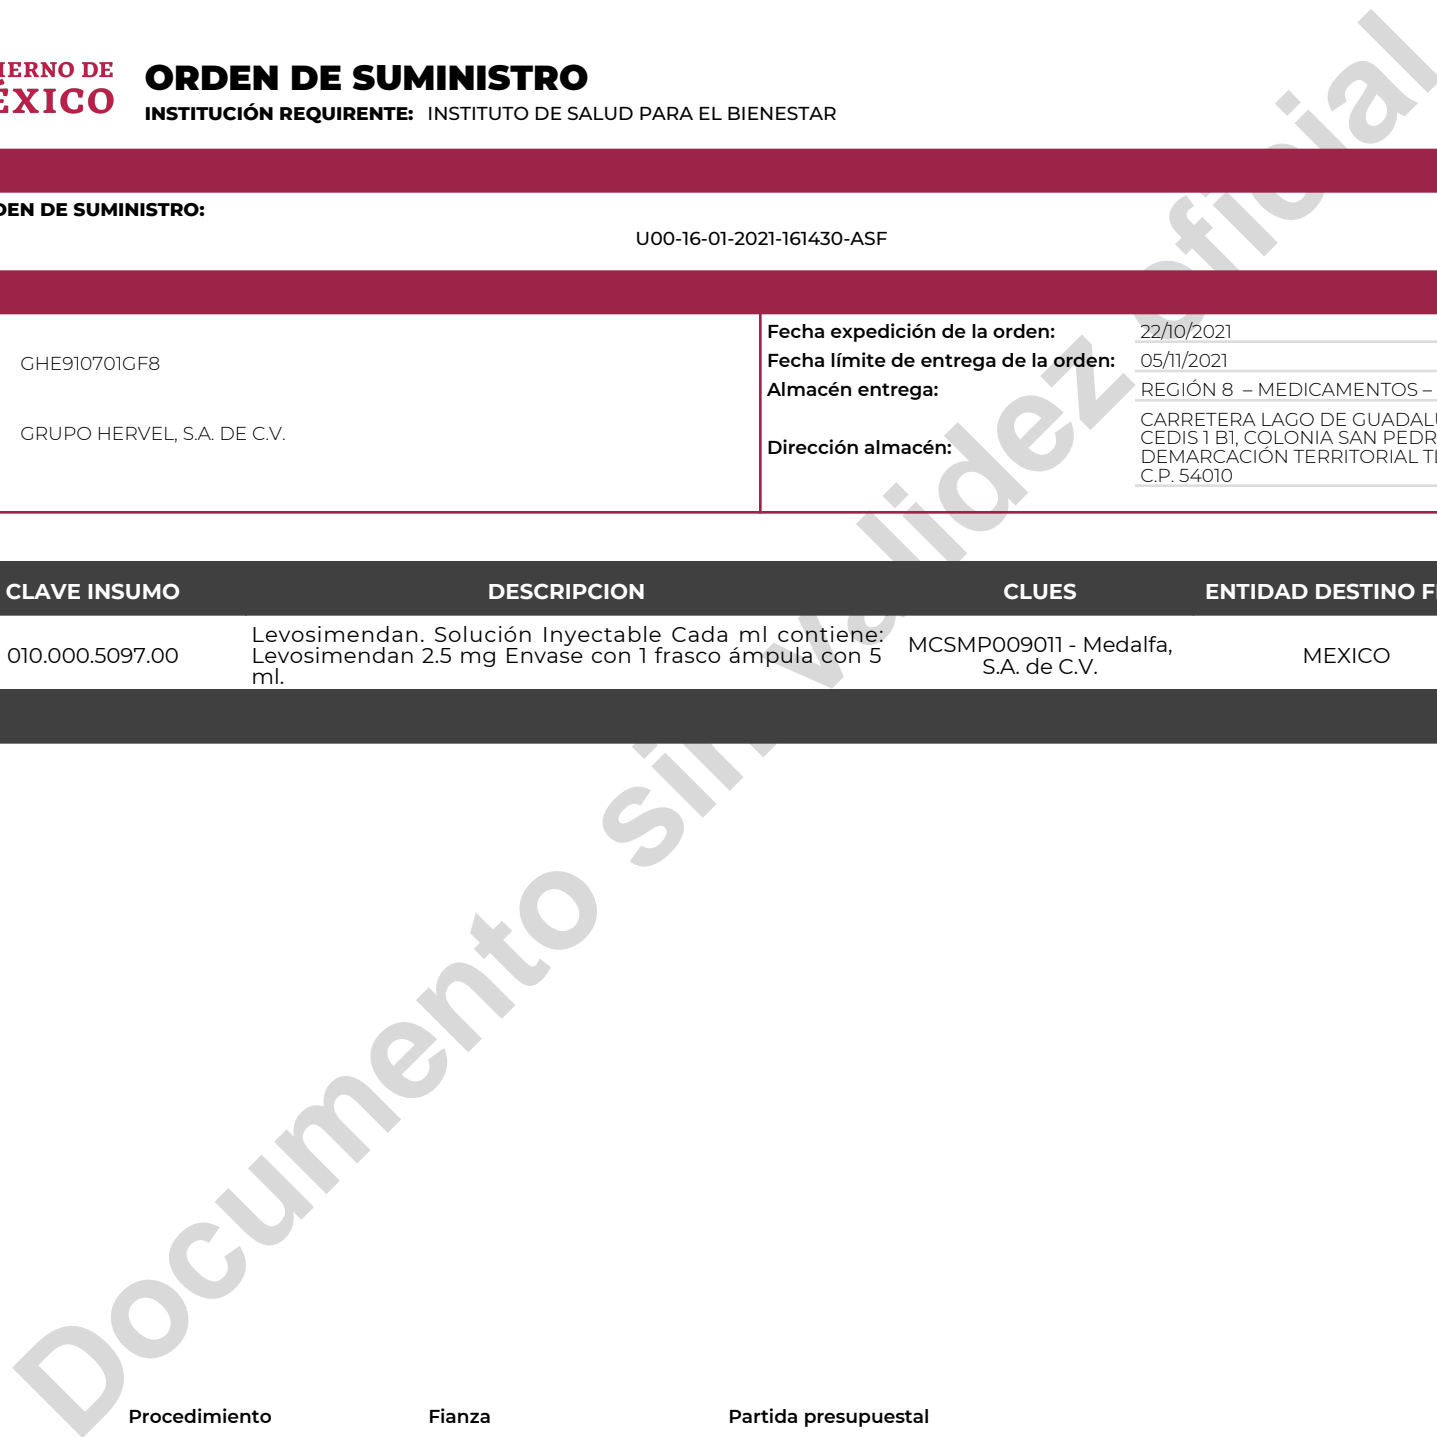 IERNO DE
ÉXICO
ORDEN DE SUMINISTRO
INSTITUCIÓN REQUIRENTE: INSTITUTO DE SALUD PARA EL BIENESTAR
DEN DE SUMINISTRO:
U00-16-01-2021-161430-ASF
GHE910701GF8
GRUPO HERVEL, S.A. DE C.V.
Fecha expedición de la orden: 22/10/2021
Fecha límite de entrega de la orden: 05/11/2021
Almacén entrega: REGIÓN 8 – MEDICAMENTOS –
Dirección almacén:
CARRETERA LAGO DE GUADALU
CEDIS 1 B1, COLONIA SAN PEDR
DEMARCACIÓN TERRITORIAL TL
C.P. 54010
CLAVE INSUMO DESCRIPCION CLUES ENTIDAD DESTINO FI
010.000.5097.00
Levosimendan. Solución Inyectable Cada ml contiene:
Levosimendan 2.5 mg Envase con 1 frasco ámpula con 5
ml.
MCSMP009011 - Medalfa,
S.A. de C.V.
MEXICO
Documento sin validez oficial
Procedimiento Fianza Partida presupuestal